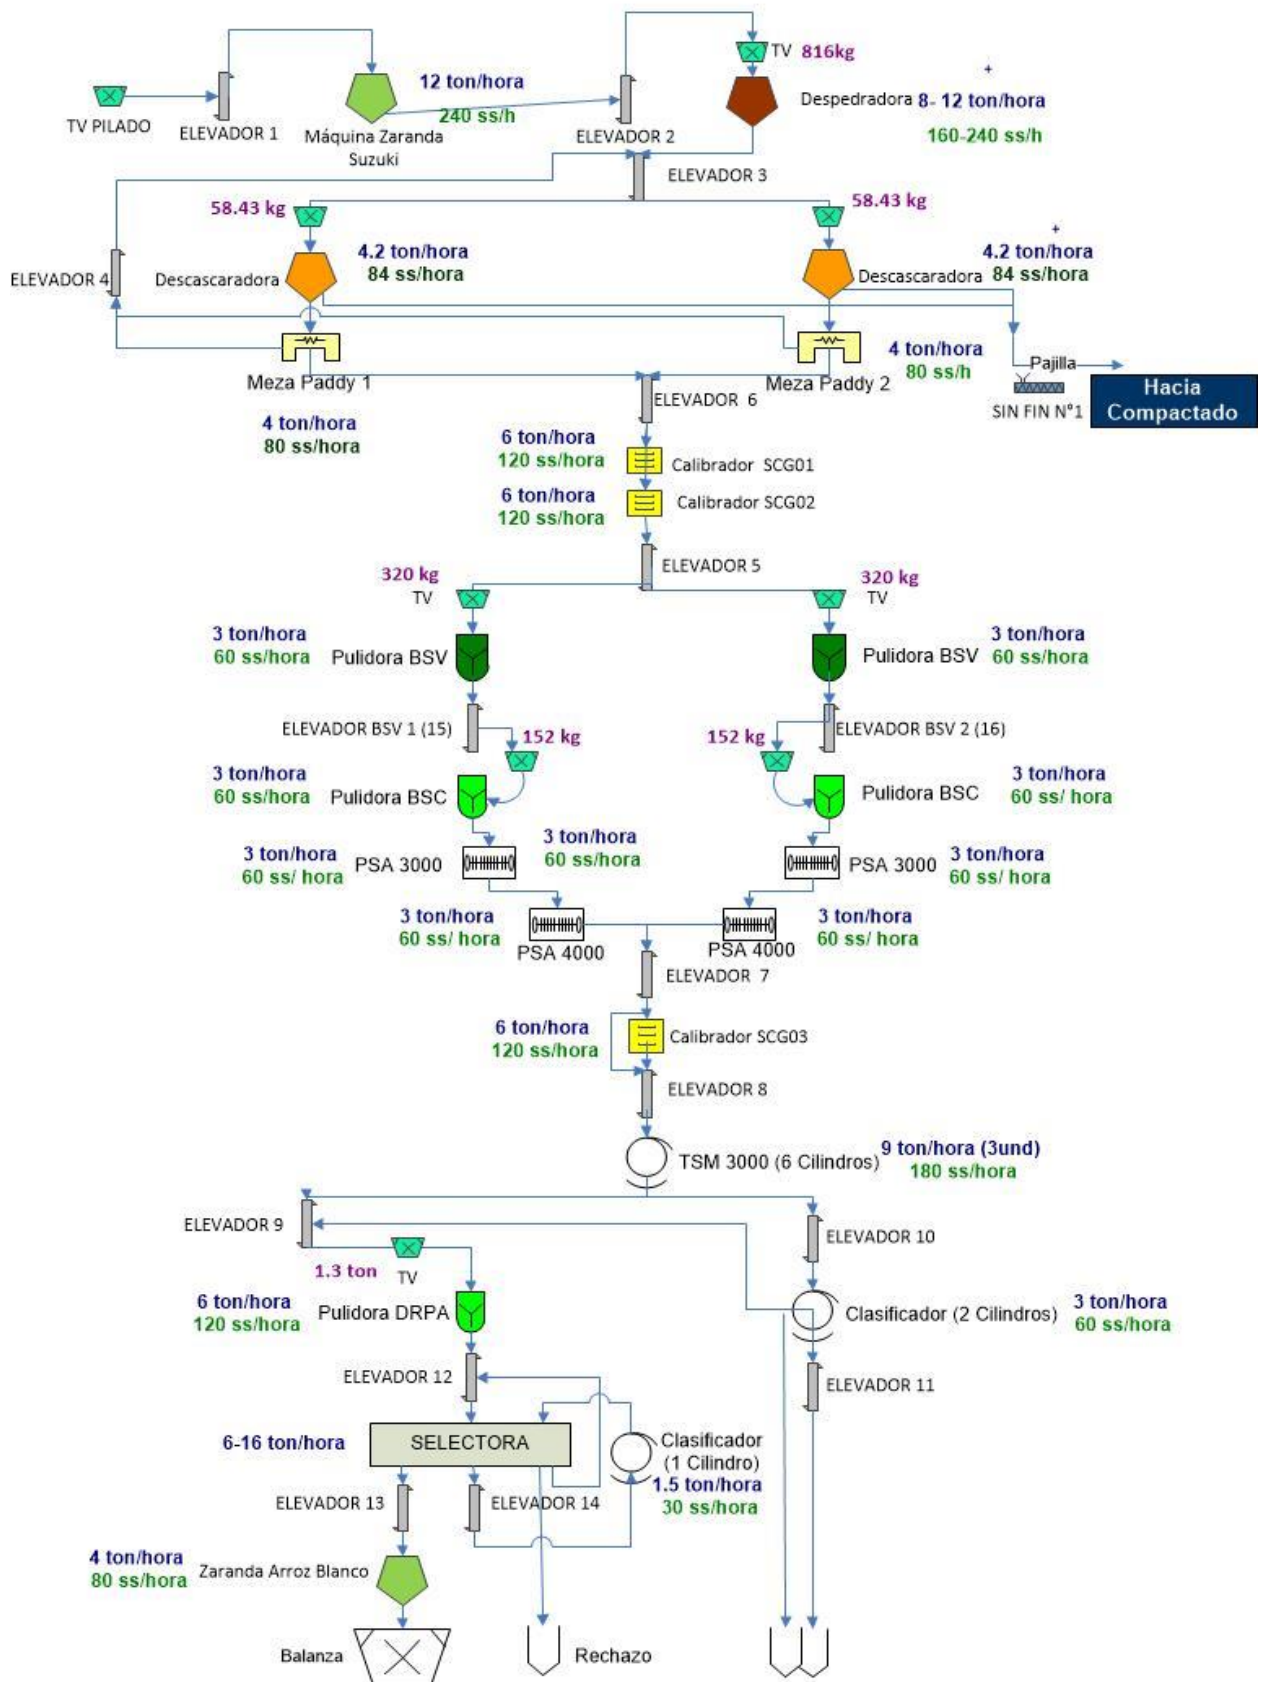 TV 816kg
+
12 ton/hora
Despedradora 8- 12 ton/hora
TV PILADO
ELEVADOR 1
240 ss/h
ELEVADOR 2
160-240 ss/h
Máquina Zaranda
Suzuki
ELEVADOR 3
58.43 kg
58.43 kg
+
4.2 ton/hora
4.2 ton/hora
ELEVADOR 4
Descascaradora
84 ss/hora
Descascaradora
84 ss/hora
4 ton/hora
80 ss/h
Pajilla
Meza Paddy 1
Meza Paddy 2
SIN FIN N°1
Hacia
Compactado
ELEVADOR 6
4 ton/hora
80 ss/hora
6 ton/hora
120 ss/hora
Calibrador SCG01
6 ton/hora
120 ss/hora
Calibrador SCG02
ELEVADOR 5
320 kg
TV
320 kg
TV
3 ton/hora
60 ss/hora
Pulidora BSV
Pulidora BSV
3 ton/hora
60 ss/hora
ELEVADOR BSV 1 (15)
152 kg
152 kg
ELEVADOR BSV 2 (16)
3 ton/hora
60 ss/hora
Pulidora BSC
Pulidora BSC
3 ton/hora
60 ss/ hora
3 ton/hora
60 ss/ hora
PSA 3000
3 ton/hora
60 ss/hora
PSA 3000
3 ton/hora
60 ss/ hora
3 ton/hora
60 ss/ hora
PSA 4000
PSA 4000
3 ton/hora
60 ss/ hora
ELEVADOR 7
6 ton/hora
120 ss/hora
Calibrador SCG03
ELEVADOR 8
TSM 3000 (6 Cilindros)
9 ton/hora (3und)
180 ss/hora
ELEVADOR 9
ELEVADOR 10
1.3 ton
TV
6 ton/hora
120 ss/hora
Pulidora DRPA
Clasificador (2 Cilindros)
3 ton/hora
60 ss/hora
ELEVADOR 12
ELEVADOR 11
6-16 ton/hora
SELECTORA
Clasificador
(1 Cilindro)
1.5 ton/hora
30 ss/hora
ELEVADOR 13
ELEVADOR 14
4 ton/hora
80 ss/hora
Zaranda Arroz Blanco
Balanza
Rechazo